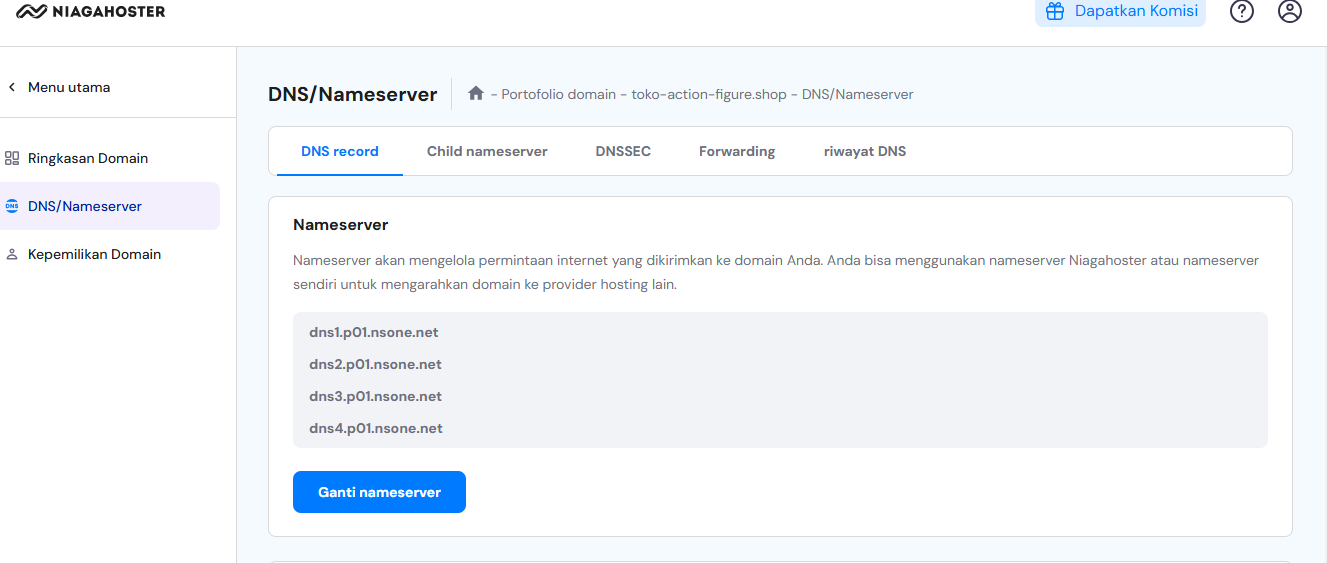 NIAGAHOSTER
Dapatkan Komisi
Menu utama
Ringkasan Domain
DNS
DNS/Nameserver
Kepemilikan Domain
DNS/Nameserver
- Portofolio domain - toko-action-figure.shop - DNS/Nameserver
DNS record Child nameserver DNSSEC Forwarding riwayat DNS
Nameserver
Nameserver akan mengelola permintaan internet yang dikirimkan ke domain Anda. Anda bisa menggunakan nameserver Niagahoster atau nameserver
sendiri untuk mengarahkan domain ke provider hosting lain.
dns1.p01.nsone.net
dns2.p01.nsone.net
dns3.p01.nsone.net
dns4.p01.nsone.net
Ganti nameserver